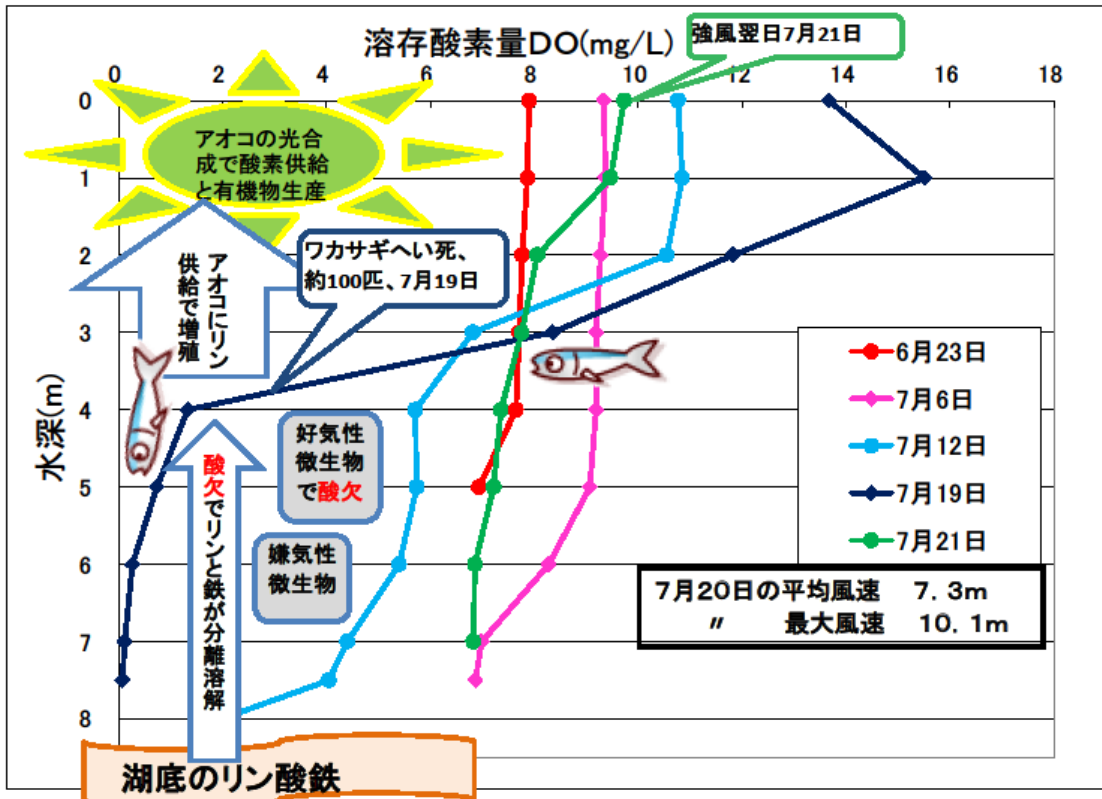 溶存酸素量DO(mg/L)
強風翌日7月21日
0 2 4 6 8 10 12 14 16 18
水深(m)
0
1
2
3
4
5
6
7
8
アオコの光合
成で酸素供給
と有機物生産
アオコにリン
供給で増殖
ワカサギへい死、
約100匹、7月19日
好気性
微生物
で酸欠
嫌気性
微生物
酸欠でリンと鉄が分離溶解
6月23日
7月6日
7月12日
7月19日
7月21日
7月20日の平均風速 7.3m
〃 最大風速 10.1m
湖底のリン酸鉄